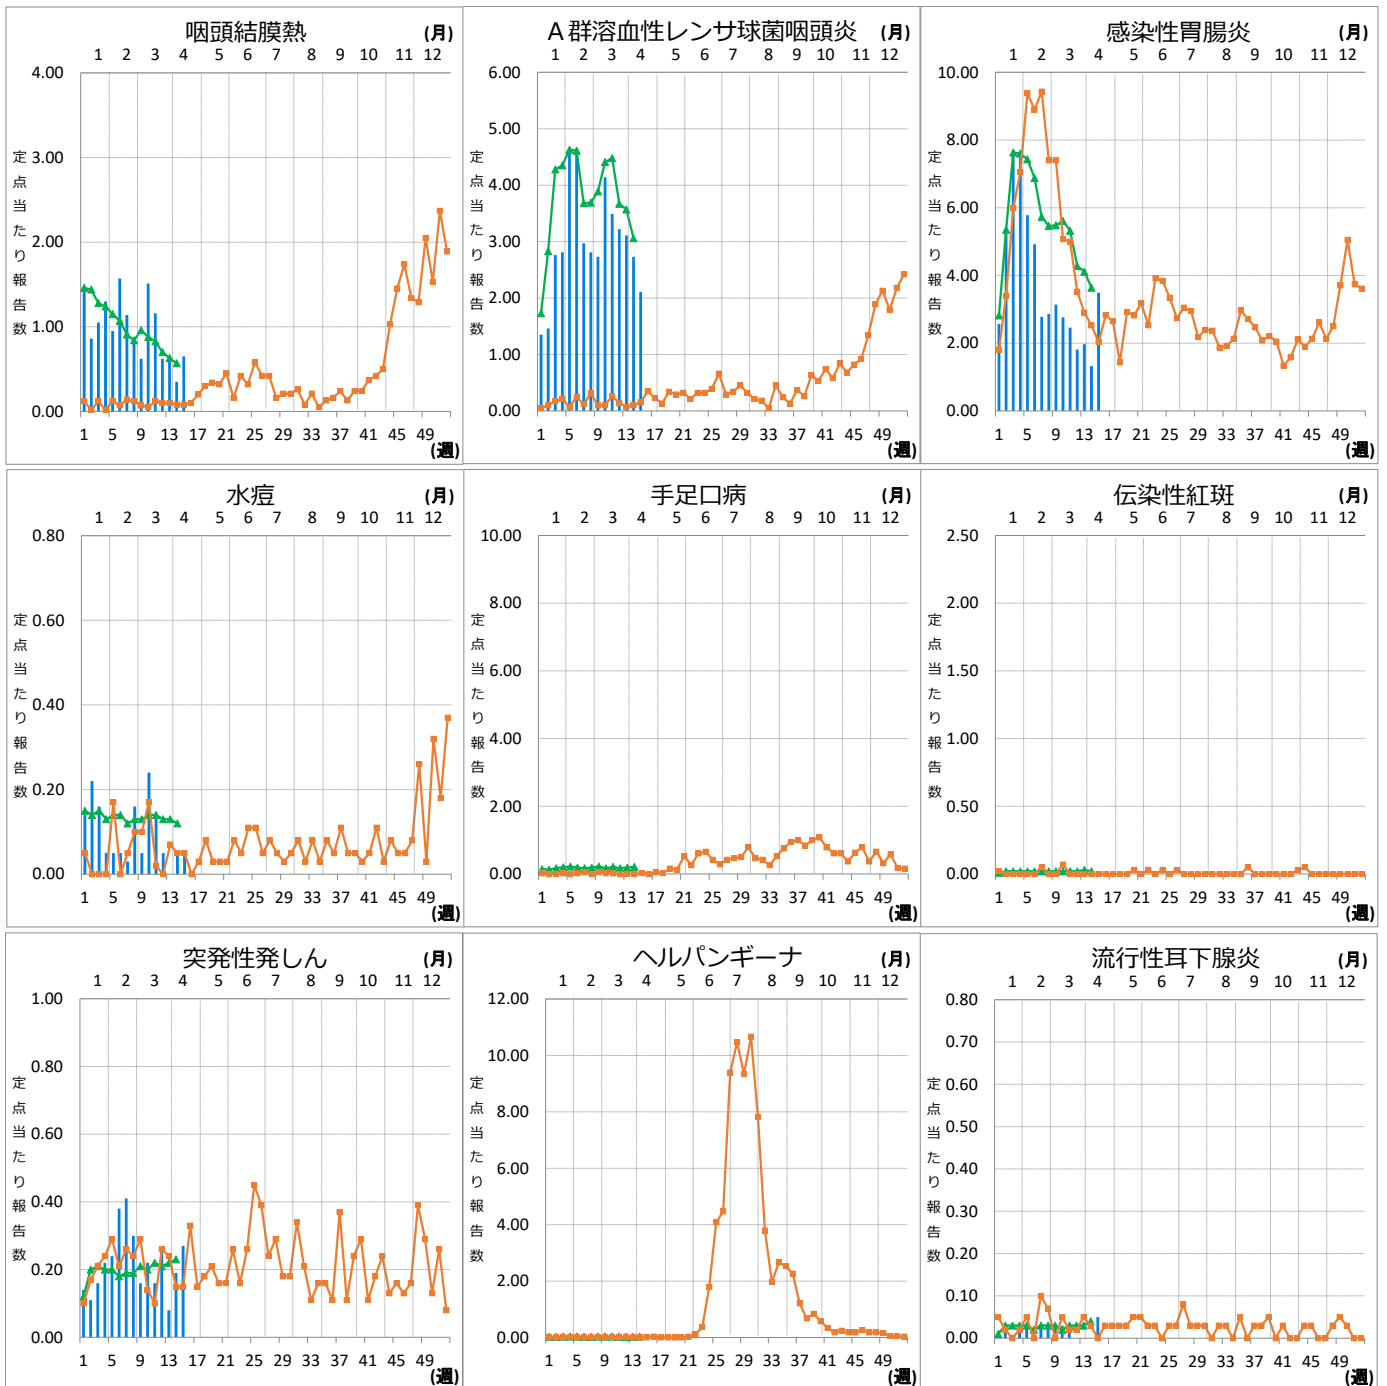 咽頭結膜熱 (月)
1 2 3 4 5 6 7 8 9 10 11 12
4.00
3.00
2.00
1.00
0.00
定点当たり報告数
1 5 9 13 17 21 25 29 33 37 41 45 49
(週)
A群溶血性レンサ球菌咽頭炎 (月)
1 2 3 4 5 6 7 8 9 10 11 12
6.00
5.00
4.00
3.00
2.00
1.00
0.00
定点当たり報告数
1 5 9 13 17 21 25 29 33 37 41 45 49
(週)
感染性胃腸炎 (月)
1 2 3 4 5 6 7 8 9 10 11 12
10.00
8.00
6.00
4.00
2.00
0.00
定点当たり報告数
1 5 9 13 17 21 25 29 33 37 41 45 49
(週)
水痘 (月)
1 2 3 4 5 6 7 8 9 10 11 12
0.80
0.60
0.40
0.20
0.00
定点当たり報告数
1 5 9 13 17 21 25 29 33 37 41 45 49
(週)
手足口病 (月)
1 2 3 4 5 6 7 8 9 10 11 12
10.00
8.00
6.00
4.00
2.00
0.00
定点当たり報告数
1 5 9 13 17 21 25 29 33 37 41 45 49
(週)
伝染性紅斑 (月)
1 2 3 4 5 6 7 8 9 10 11 12
2.50
2.00
1.50
1.00
0.50
0.00
定点当たり報告数
1 5 9 13 17 21 25 29 33 37 41 45 49
(週)
突発性発しん (月)
1 2 3 4 5 6 7 8 9 10 11 12
1.00
0.80
0.60
0.40
0.20
0.00
定点当たり報告数
1 5 9 13 17 21 25 29 33 37 41 45 49
(週)
ヘルパンギーナ (月)
1 2 3 4 5 6 7 8 9 10 11 12
12.00
10.00
8.00
6.00
4.00
2.00
0.00
定点当たり報告数
1 5 9 13 17 21 25 29 33 37 41 45 49
(週)
流行性耳下腺炎 (月)
1 2 3 4 5 6 7 8 9 10 11 12
0.80
0.70
0.60
0.50
0.40
0.30
0.20
0.10
0.00
定点当たり報告数
1 5 9 13 17 21 25 29 33 37 41 45 49
(週)